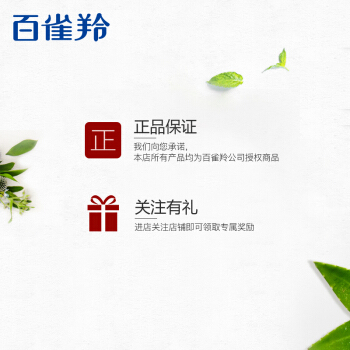 百雀羚
正
正品保证
我们向您承诺,
本店所有产品均为百雀羚公司授权商品
关注有礼
进店关注店铺即可领取专属奖励